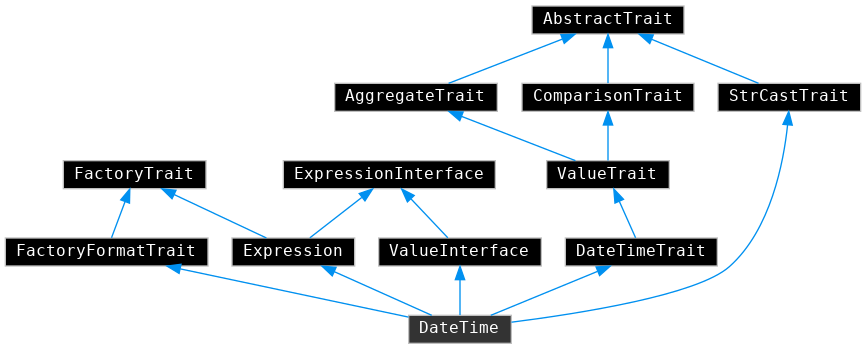 AbstractTrait
AggregateTrait
ComparisonTrait
StrCastTrait
FactoryTrait
ExpressionInterface
ValueTrait
FactoryFormatTrait
Expression
ValueInterface
DateTimeTrait
DateTime